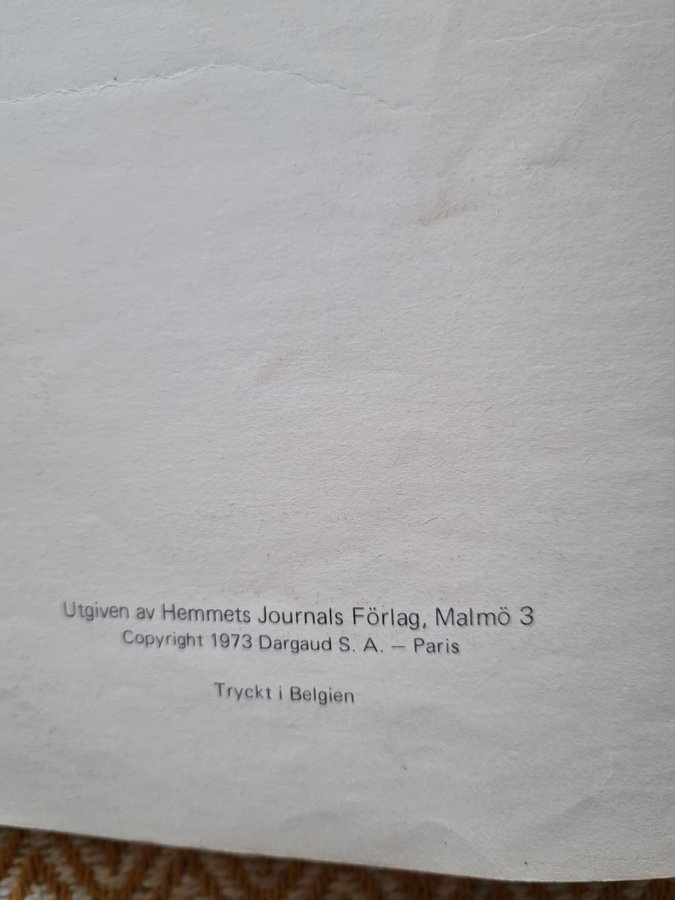 Utgiven av Hemmets Journals Förlag, Malmö 3
Copyright 1973 Dargaud S. A. — Paris
Tryckt i Belgien